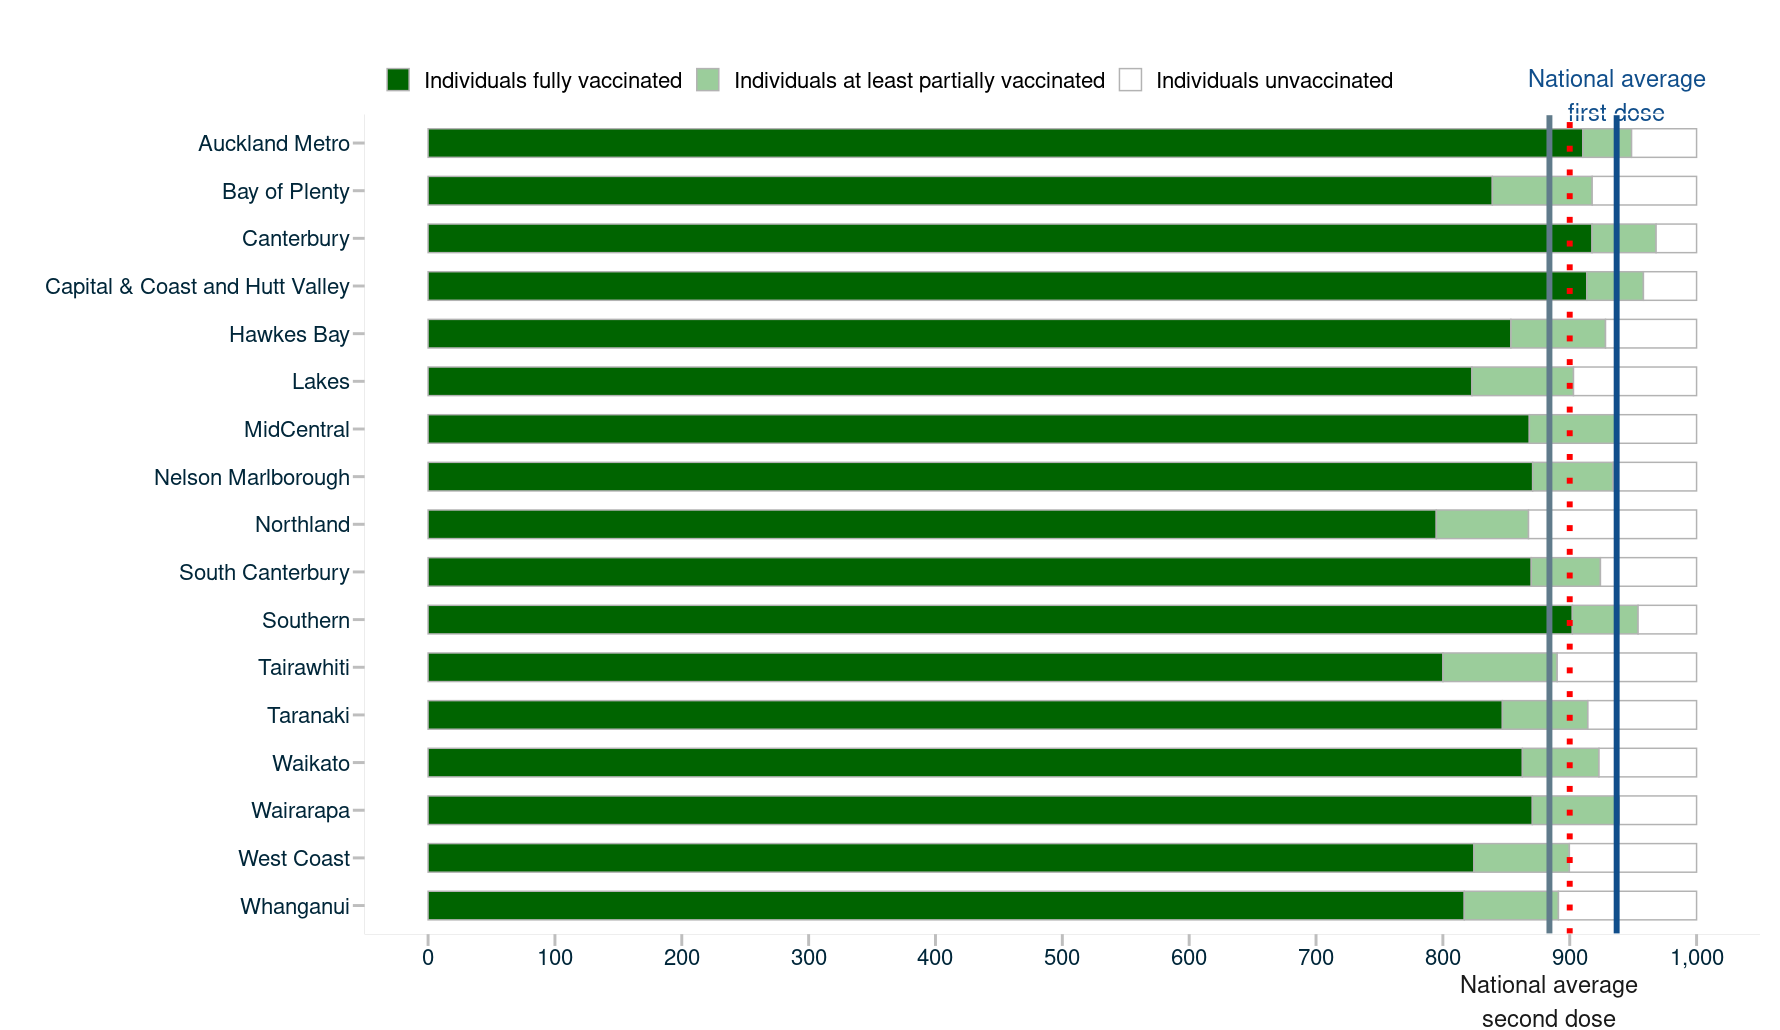 Individuals fully vaccinated Individuals at least partially vaccinated Individuals unvaccinated
National average
first dose
Auckland Metro
Bay of Plenty
Canterbury
Capital & Coast and Hutt Valley
Hawkes Bay
Lakes
MidCentral
Nelson Marlborough
Northland
South Canterbury
Southern
Tairawhiti
Taranaki
Waikato
Wairarapa
West Coast
Whanganui
0 100 200 300 400 500 600 700 800 900 1,000
National average
second dose